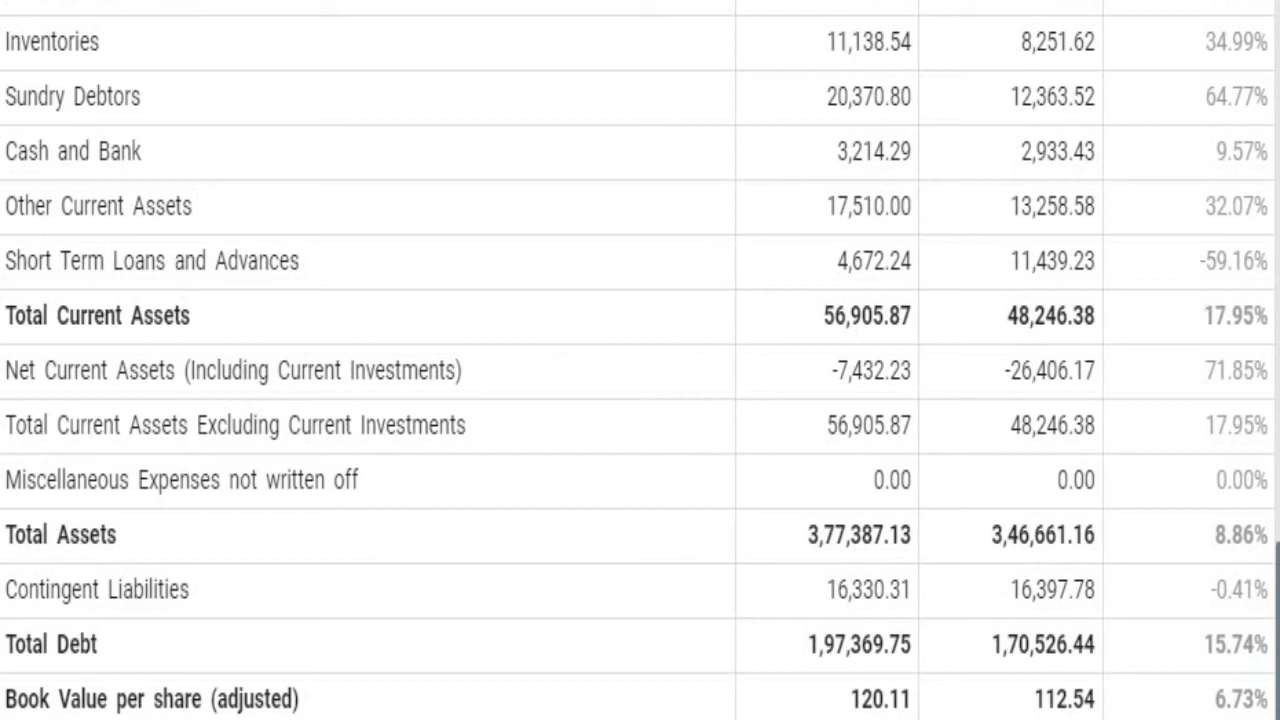 Inventories 11,138.54 8,251.62 34.99%
Sundry Debtors 20,370.80 12,363.52 64.77%
Cash and Bank 3,214.29 2,933.43 9.57%
Other Current Assets 17,510.00 13,258.58 32.07%
Short Term Loans and Advances 4,672.24 11,439.23 -59.16%
Total Current Assets 56,905.87 48,246.38 17.95%
Net Current Assets (Including Current Investments) -7,432.23 -26,406.17 71.85%
Total Current Assets Excluding Current Investments 56,905.87 48,246.38 17.95%
Miscellaneous Expenses not written off 0.00 0.00 0.00%
Total Assets 3,77,387.13 3,46,661.16 8.86%
Contingent Liabilities 16,330.31 16,397.78 -0.41%
Total Debt 1,97,369.75 1,70,526.44 15.74%
Book Value per share (adjusted) 120.11 112.54 6.73%